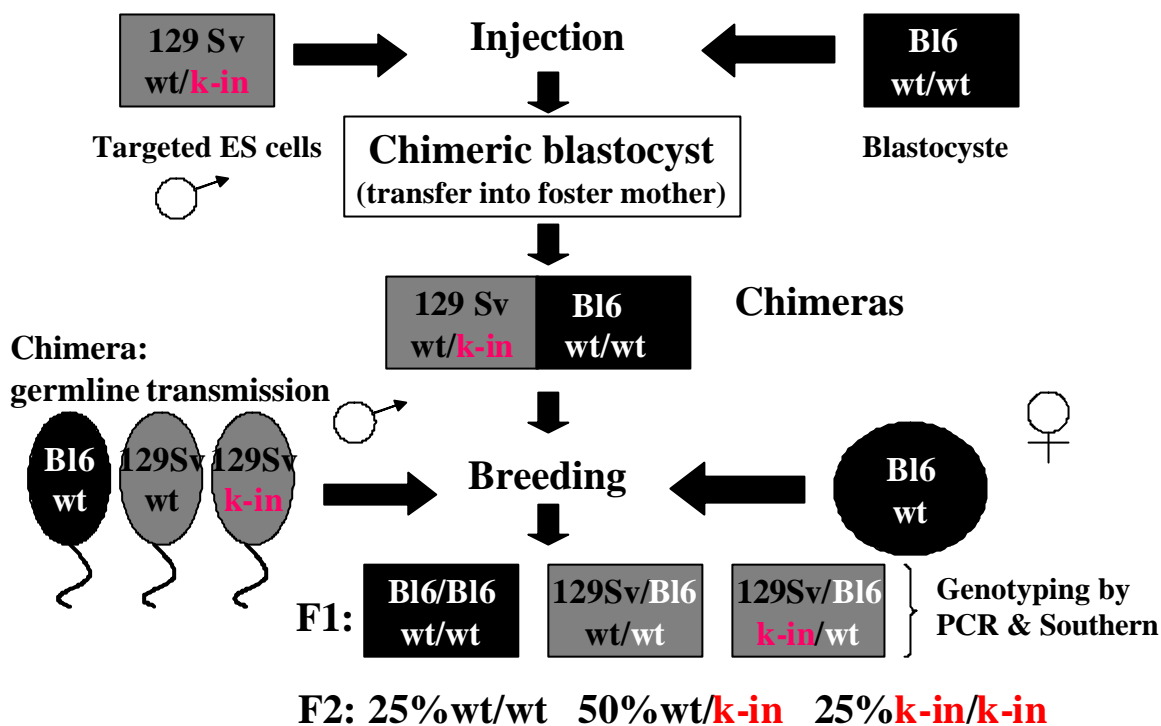 129 Sv
wt/k-in
Injection
Bl6
wt/wt
Targeted ES cells
Chimeric blastocyst
(transfer into foster mother)
Blastocyste
129 Sv
wt/k-in
Bl6
wt/wt
Chimeras
Chimera:
germline transmission
Bl6
wt
129Sv
wt
129Sv
k-in
Breeding
Bl6
wt
F1:
Bl6/Bl6
wt/wt
129Sv/Bl6
wt/wt
129Sv/Bl6
k-in/wt
Genotyping by
PCR & Southern
F2: 25%wt/wt 50%wt/k-in 25%k-in/k-in